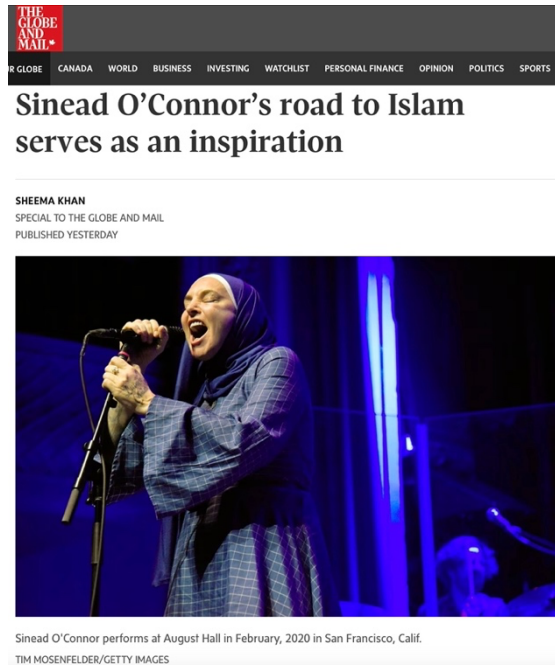 THE
GLOBE
AND
MAIL
GLOBE CANADA WORLD BUSINESS INVESTING WATCHLIST PERSONAL FINANCE OPINION POLITICS SPORTS
Sinead O'Connor's road to Islam
serves as an inspiration
SHEEMA KHAN
SPECIAL TO THE GLOBE AND MAIL
PUBLISHED YESTERDAY
Sinead O'Connor performs at August Hall in February, 2020 in San Francisco, Calif.
TIM MOSENFELDER/GETTY IMAGES